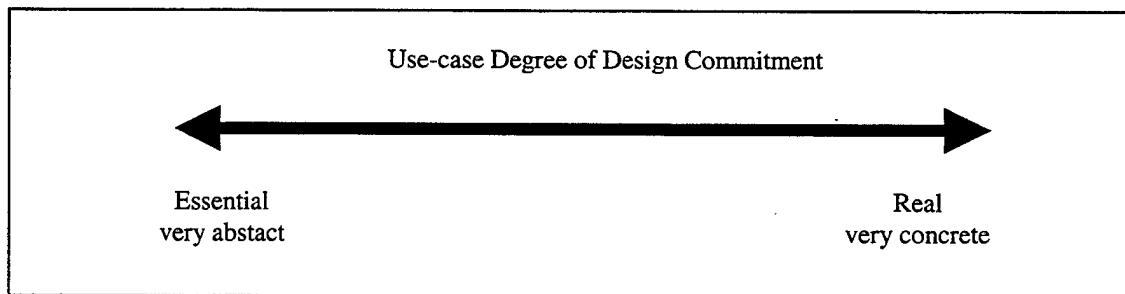 Use-case Degree of Design Commitment
Essential
very abstact
Real
very concrete